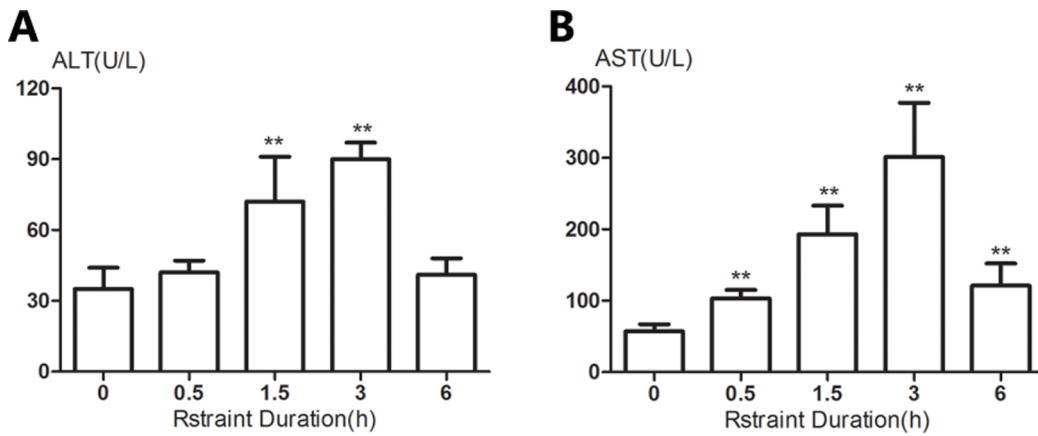 A
ALT(U/L)
120
90
60
30
0
** **
0 0.5 1.5 3 6
Rstraint Duration(h)
B
AST(U/L)
400
300
200
100
0
** ** ** **
0 0.5 1.5 3 6
Rstraint Duration(h)